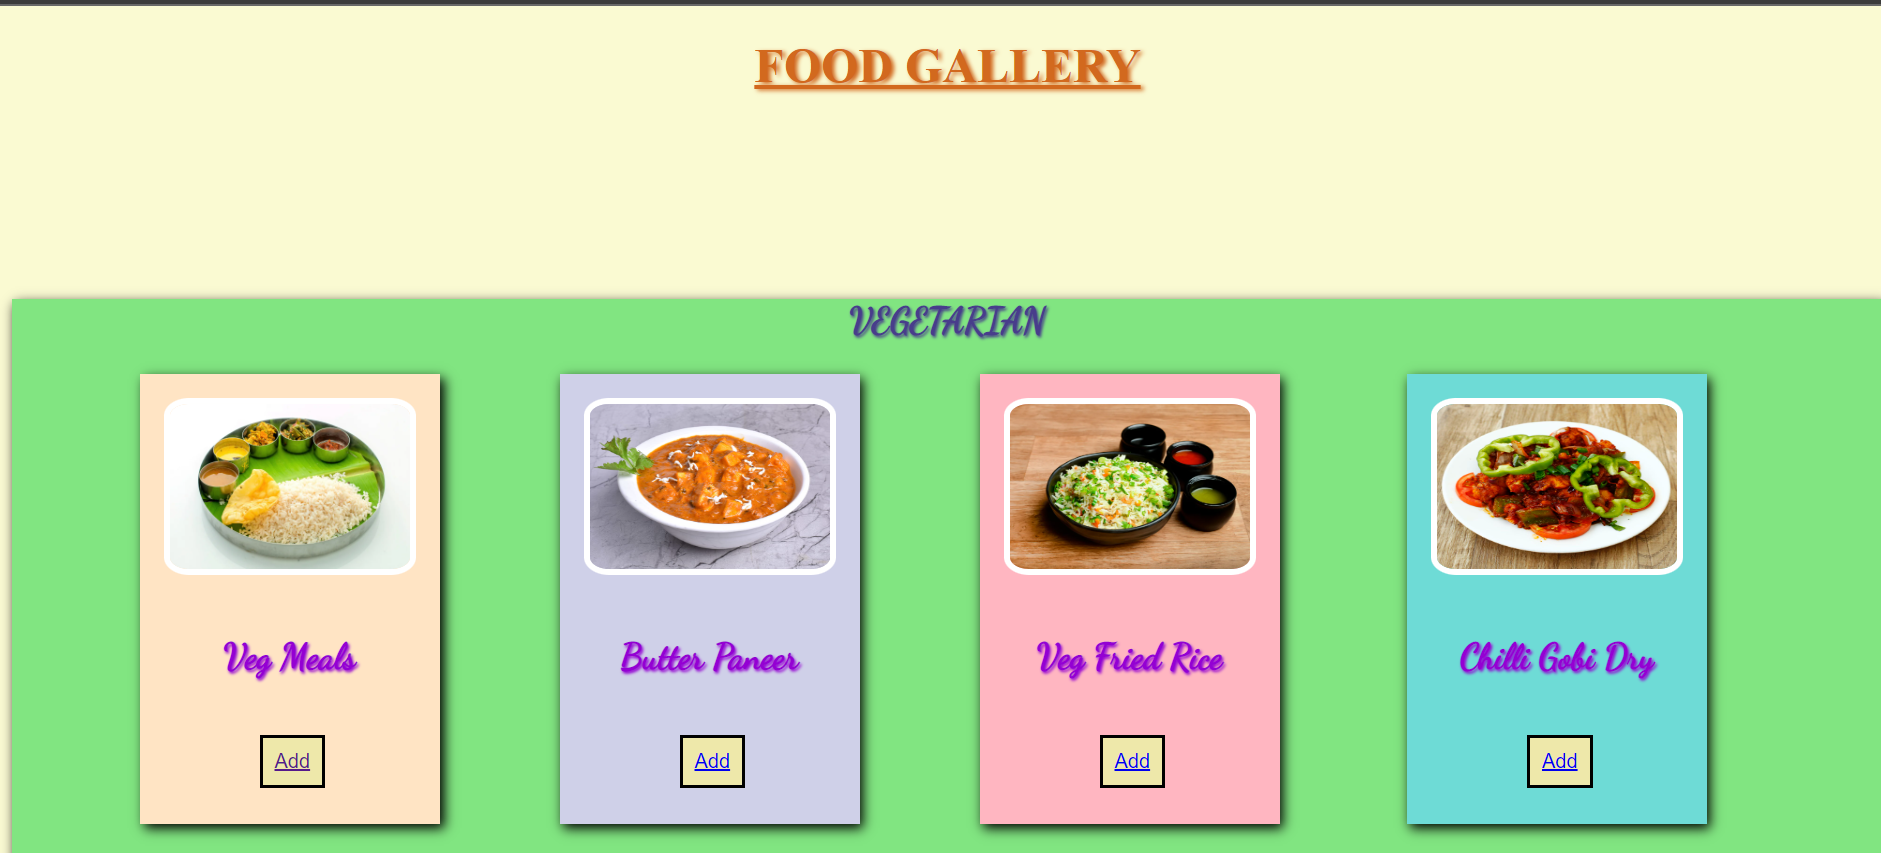 FOOD GALLERY
VEGETARIAN
Veg Meals
Butter Paneer
Veg Fried Rice
Chilli Gobi Dry
Add
Add
Add
Add